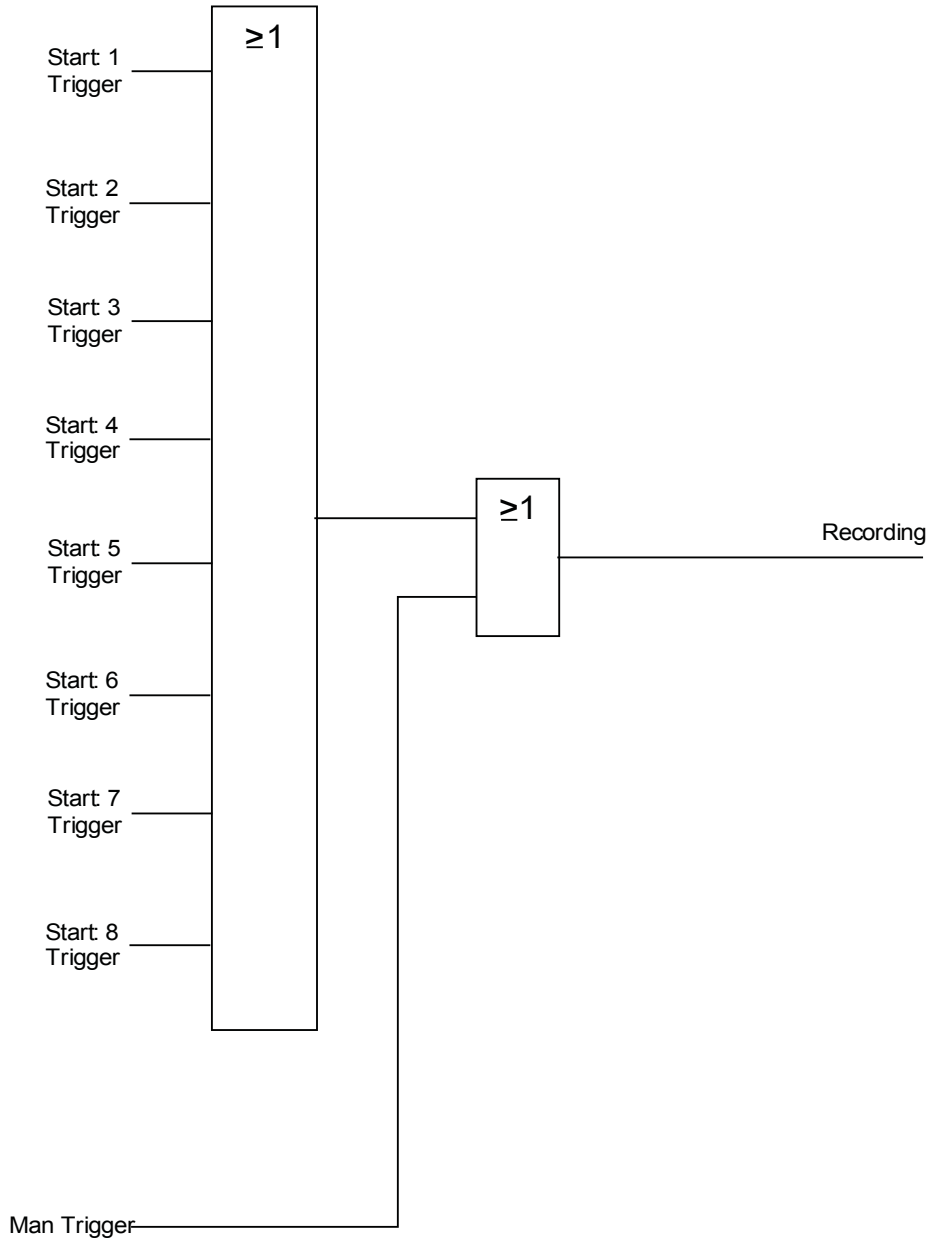 ≥1
Start: 1
Trigger
Start: 2
Trigger
Start: 3
Trigger
Start: 4
Trigger
≥1
Recording
Start: 5
Trigger
Start: 6
Trigger
Start: 7
Trigger
Start: 8
Trigger
Man Trigger